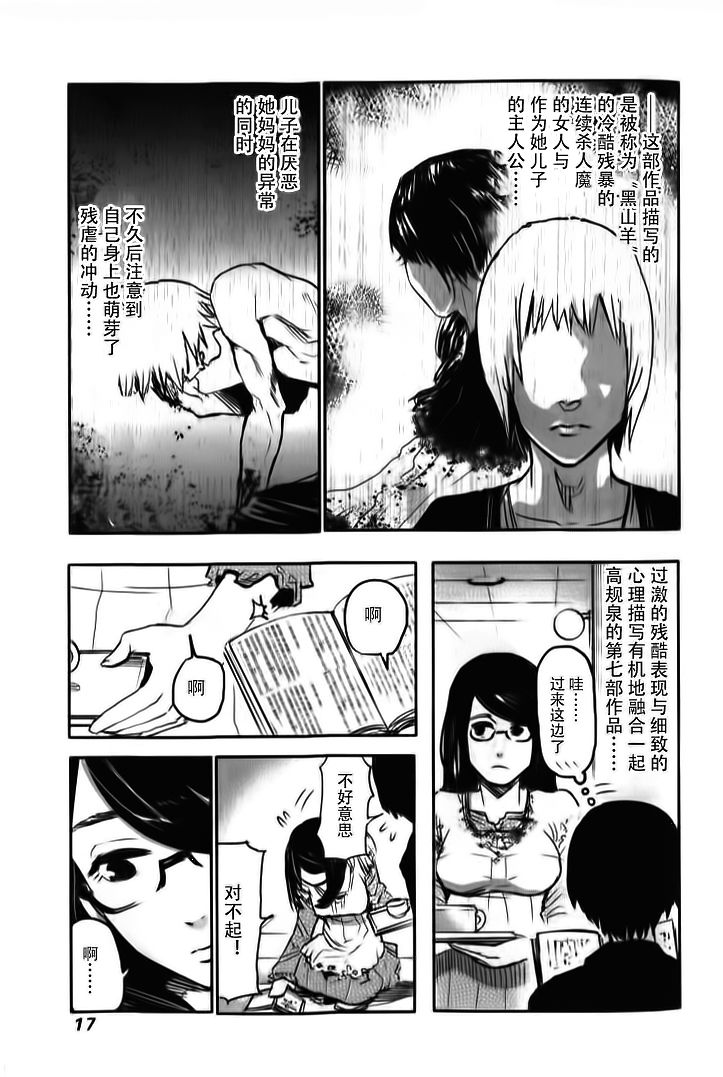 ——这部作品描写的
是被称为“黑山羊”
的冷酷残暴的
连续杀人魔
的女人与
作为她儿子
的主人公……
儿子在厌恶
她妈妈的异常
的同时
不久后注意到
自己身上也萌芽了
残虐的冲动……
过激的残酷表现与细致的
心理描写有机地融合一起
高规泉的第七部作品……
哇……
过来这边了
啊
啊
不好意思
对不起！
啊……
17